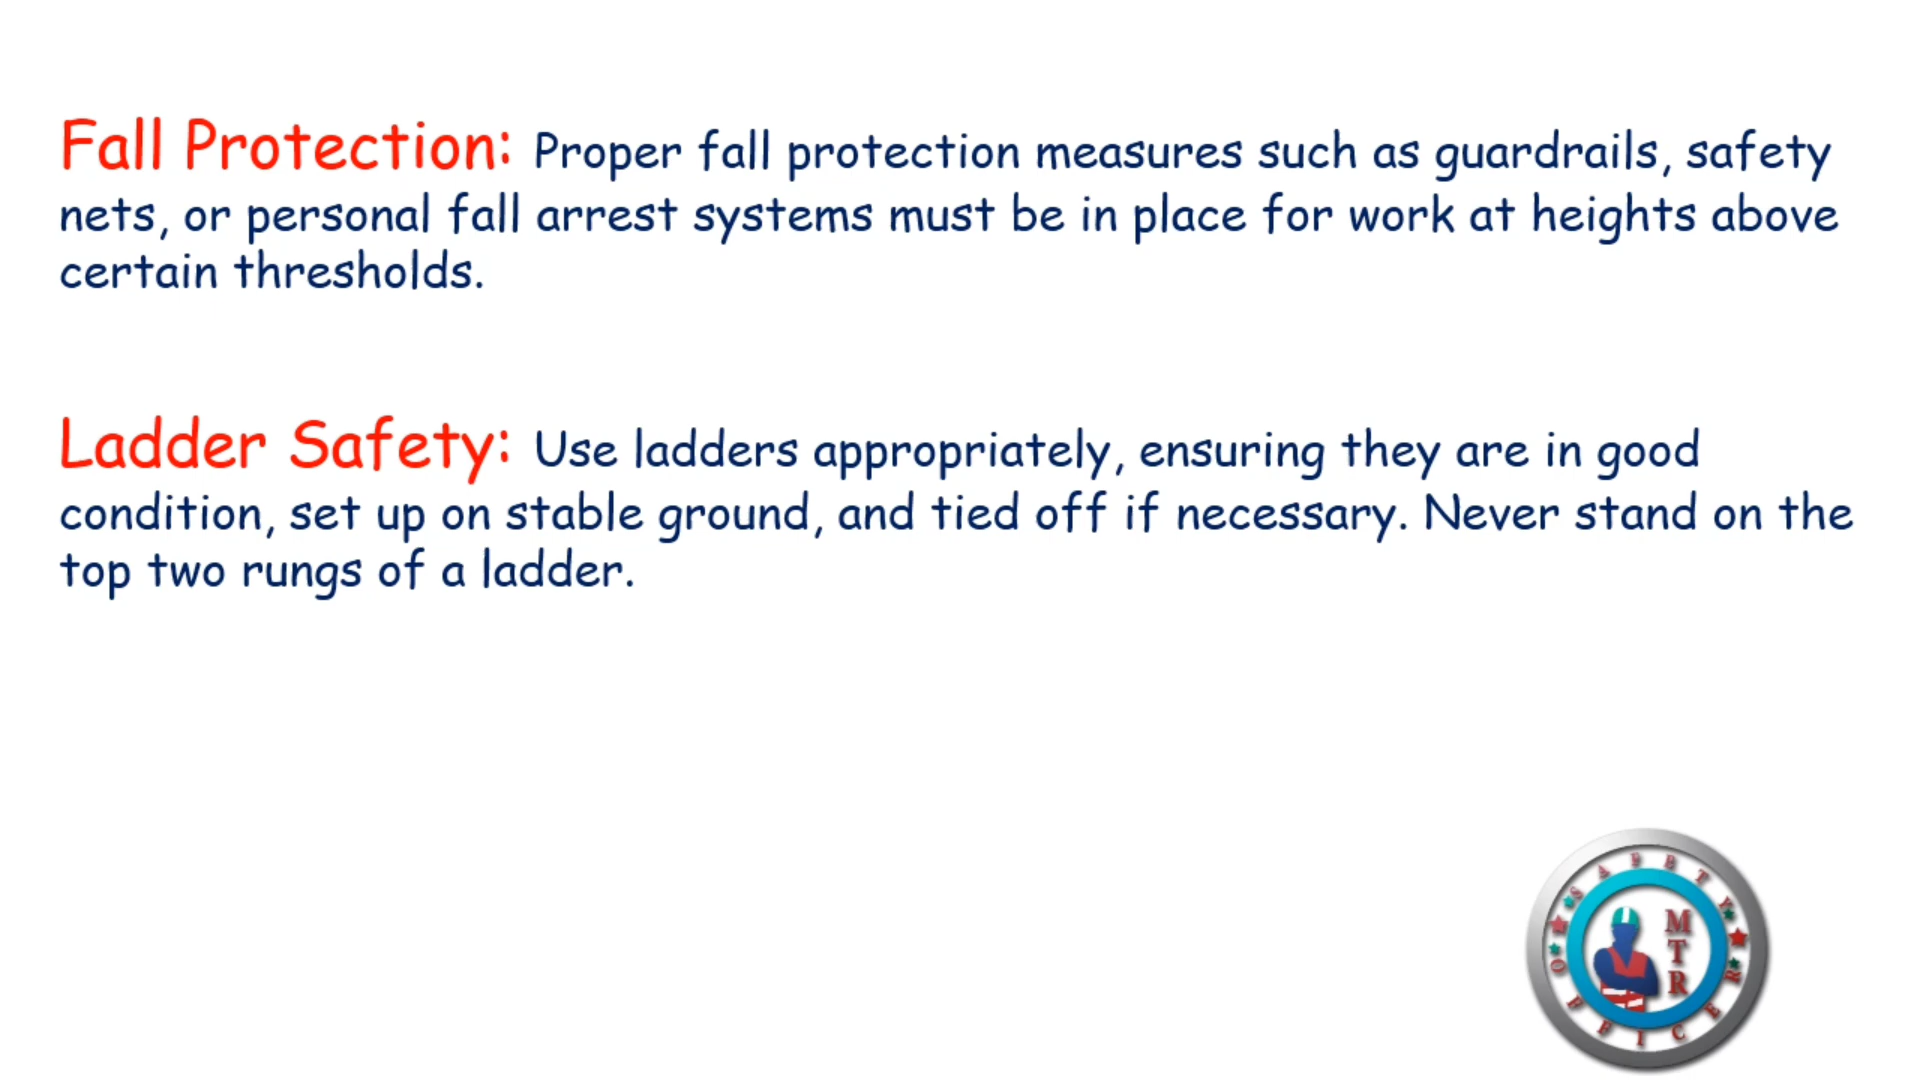 Fall Protection: Proper fall protection measures such as guardrails, safety
nets, or personal fall arrest systems must be in place for work at heights above
certain thresholds.
Ladder Safety: Use ladders appropriately, ensuring they are in good
condition, set up on stable ground, and tied off if necessary. Never stand on the
top two rungs of a ladder.
SAFETY
MTR
OFFICER